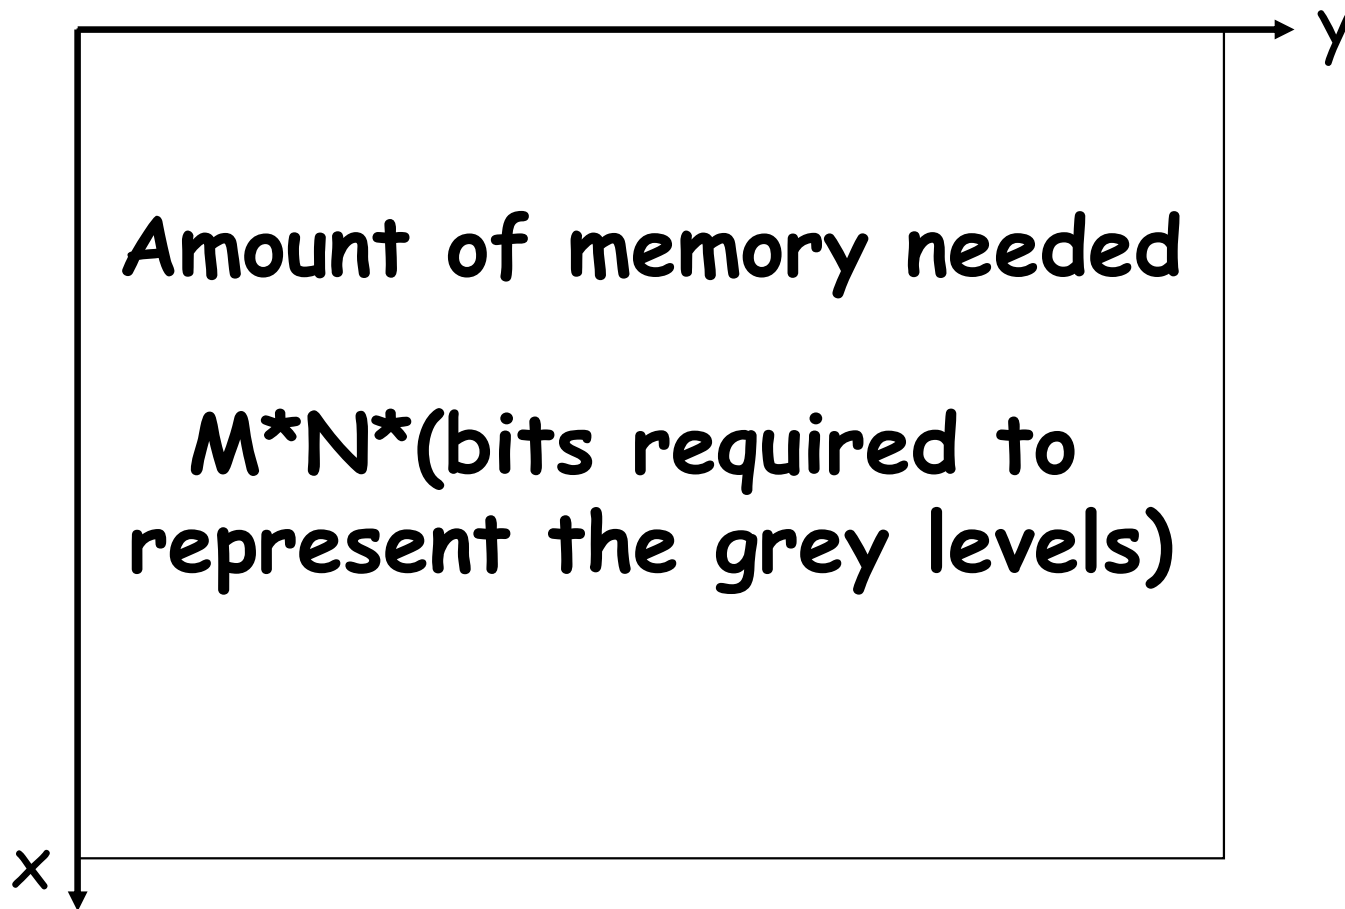 y
Amount of memory needed
M*N*(bits required to
represent the grey levels)
x